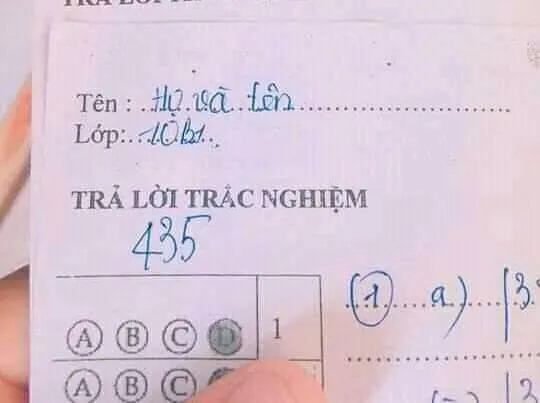 Tên : Họ và tên
Lớp: 10B1
TRẢ LỜI TRẮC NGHIỆM
435
A B C D 1
(1) a) |3
A B C